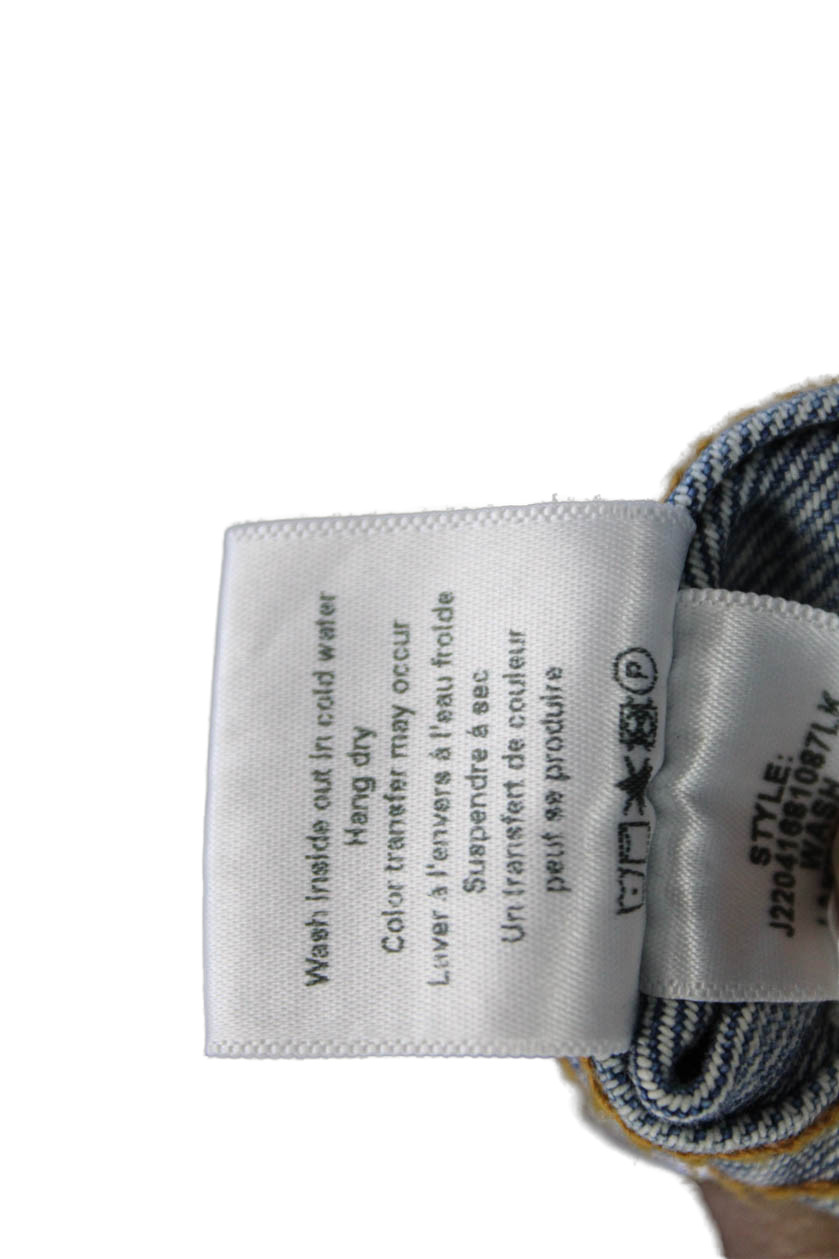 Wash inside out in cold water
Hang dry
Color transfer may occur
Laver à l'envers à l'eau froide
Suspendre à sec
Un transfert de couleur
peut se produire
P
STYLE:
WASH